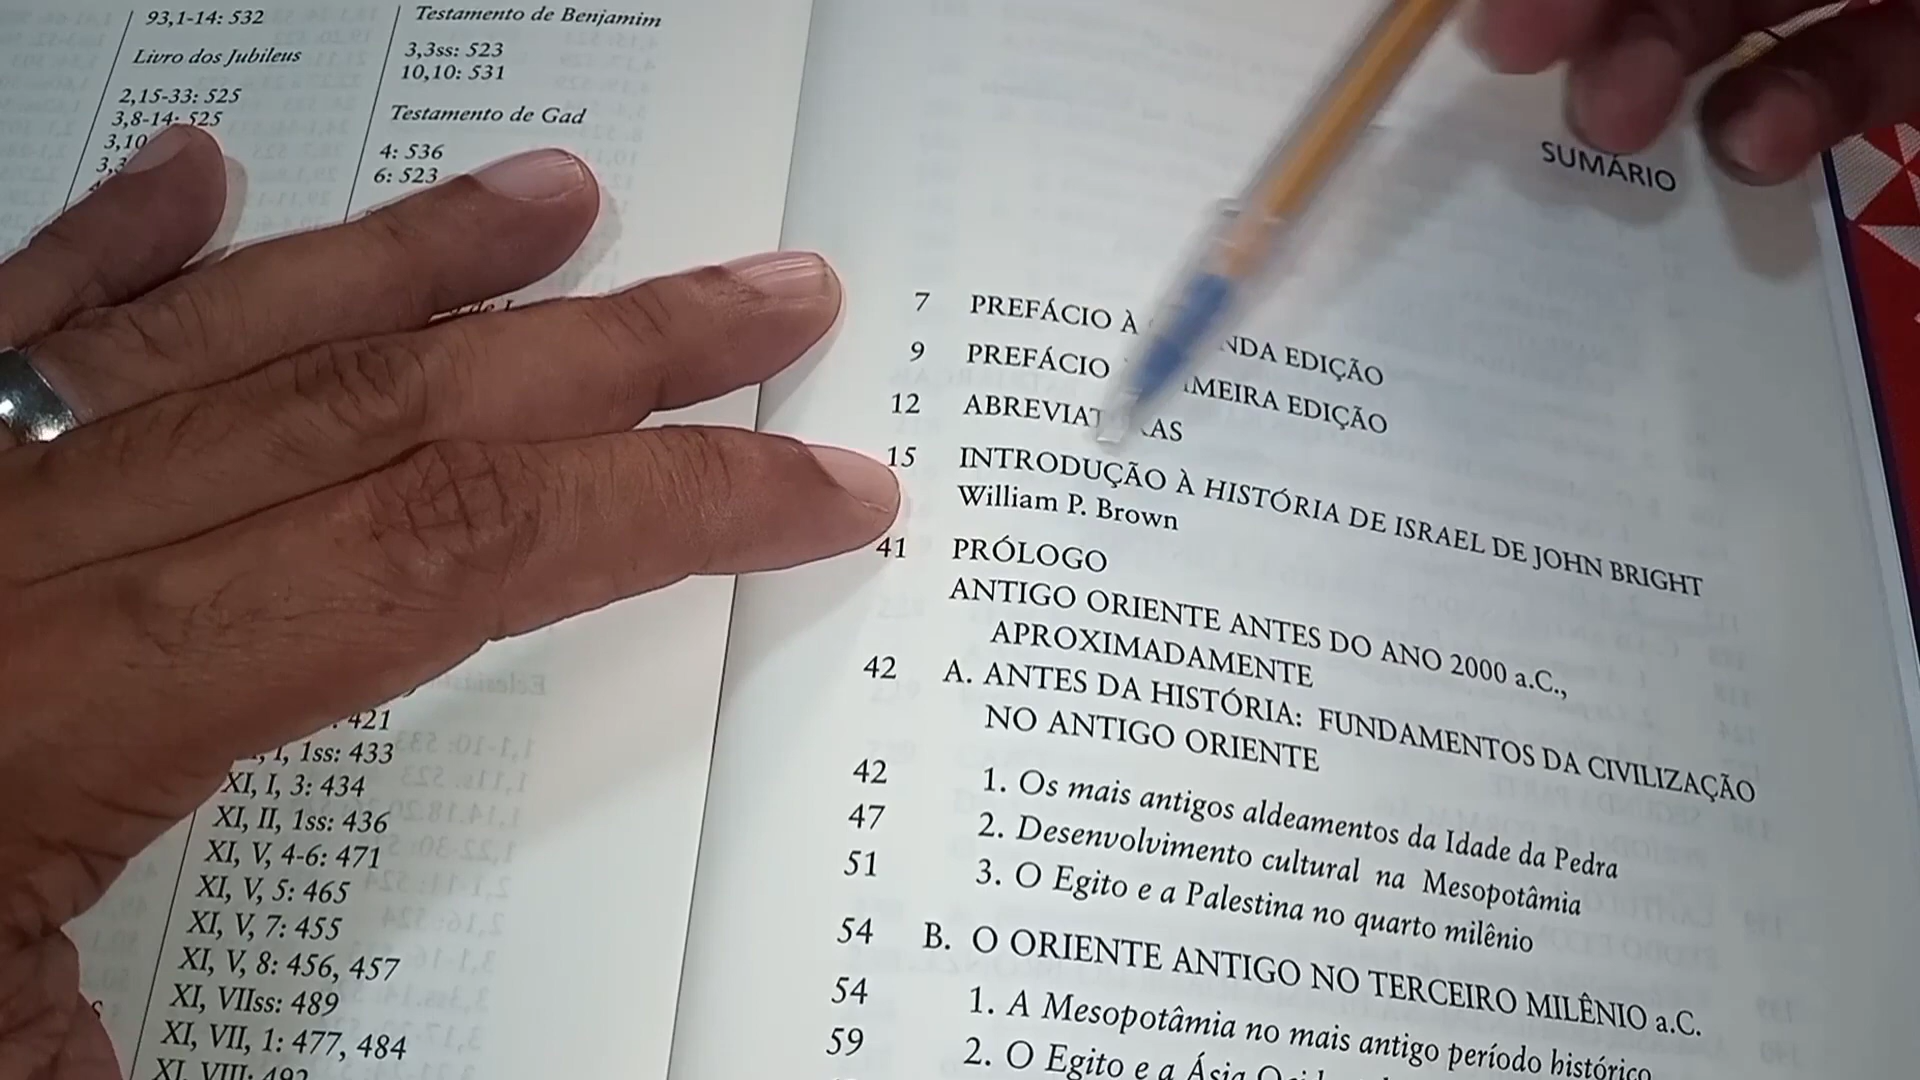 93,1-14: 532
Livro dos Jubileus
2,15-33: 525
3,8-14: 525
3,10
Testamento de Benjamim
3,3ss: 523
10,10: 531
Testamento de Gad
4: 536
6: 523
421
1ss: 433
XI, I, 3: 434
XI, II, 1ss: 436
XI, V, 4-6: 471
XI, V, 5: 465
XI, V, 7: 455
XI, V, 8: 456, 457
XI, VIIss: 489
XI, VII, 1: 477, 484
XI, VIII: 492
SUMÁRIO
7 PREFÁCIO À EDIÇÃO
9 PREFÁCIO EDIÇÃO
12
15 INTRODUÇÃO À HISTÓRIA DE ISRAEL DE JOHN BRIGHT
William P. Brown
41 PRÓLOGO
ANTIGO ORIENTE ANTES DO ANO 2000 a.C.,
APROXIMADAMENTE
42 A. ANTES DA HISTÓRIA: FUNDAMENTOS DA CIVILIZAÇÃO
NO ANTIGO ORIENTE
42 1. Os mais antigos aldeamentos da Idade da Pedra
47 2. Desenvolvimento cultural na Mesopotâmia
51 3. O Egito e a Palestina no quarto milênio
54 B. O ORIENTE ANTIGO NO TERCEIRO MILÊNIO a.C.
54 1. A Mesopotâmia no mais antigo período histórico
59 2. O Egito e a Ásia